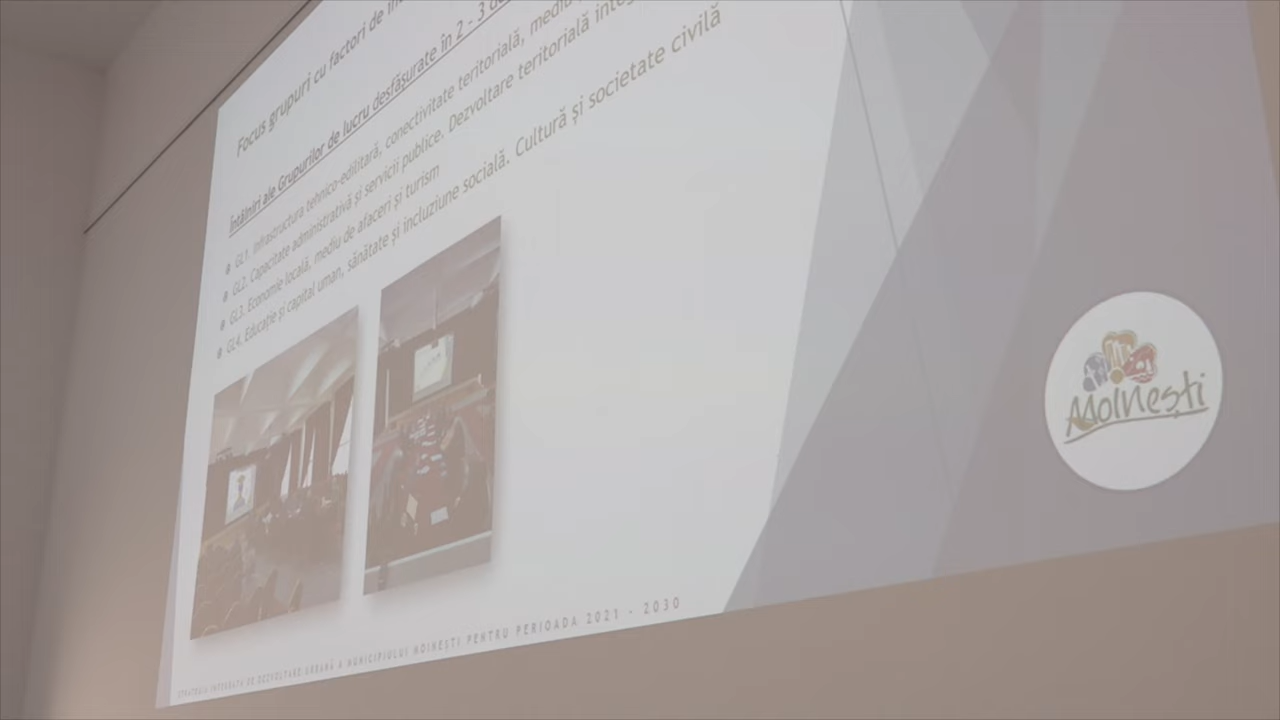 Focus grupuri cu factori de
Întâlniri ale Grupurilor de lucru desfășurate în 2 - 3
GL1. Infrastructura tehnico-edilitară, conectivitate teritorială,
GL2. Capacitate administrativă și servicii publice. Dezvoltare teritorială
GL3. Economie locală, mediu de afaceri și turism
GL4. Educație și capital uman, sănătate și incluziune socială. Cultură și societate civilă
STRATEGIA INTEGRATĂ DE DEZVOLTARE URBANĂ A MUNICIPIULUI MOINEȘTI PENTRU PERIOADA 2021 - 2030
Moinești